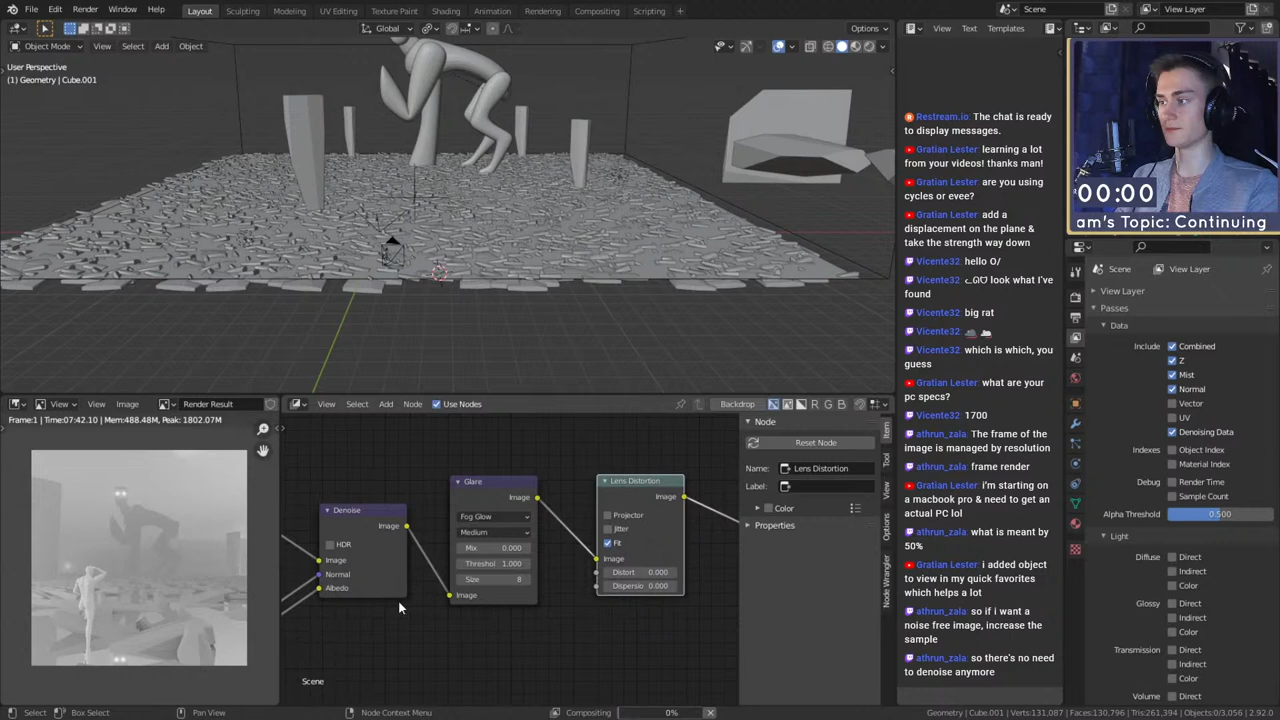 File Edit Render Window Help
Layout Sculpting Modeling UV Editing Texture Paint Shading Animation Rendering Compositing Scripting +
Scene
View Layer
Global
Options
View Text Templates
Object Mode View Select Add Object
User Perspective
(1) Geometry | Cube.001
Restream.io The chat is ready
to display messages.
Gratian Lester: learning a lot
from your videos! thanks man!
Gratian Lester: are you using
cycles or evee?
Gratian Lester: add a
displacement on the plane &
take the strength way down
Vicente32: hello O/
Vicente32: look what I've
found
Vicente32: big rat
Vicente32:
Vicente32: which is which, you
guess
Gratian Lester: what are your
pc specs?
Vicente32: 1700
athrun_zala: The frame of the
image is managed by resolution
athrun_zala: frame render
Gratian Lester: i'm starting on
a macbook pro & need to get an
actual PC lol
athrun_zala: what is meant by
50%
Gratian Lester: i added object
to view in my quick favorites
which helps a lot
athrun_zala: so if i want a
noise free image, increase the
sample
athrun_zala: so there's no need
to denoise anymore
00:00
am's Topic: Continuing
Scene View Layer
View Layer
Passes
Data
Include Combined
Z
Mist
Normal
Vector
UV
Denoising Data
Indexes Object Index
Material Index
Debug Render Time
Sample Count
Alpha Threshold 0.500
Light
Diffuse Direct
Indirect
Color
Glossy Direct
Indirect
Color
Transmission Direct
Indirect
Color
Volume Direct
View View Image Render Result
Frame:1 | Time:07:42.10 | Mem:488.48M, Peak: 1802.07M
View Select Add Node Use Nodes
Backdrop R G B
Denoise
Image
HDR
Image
Normal
Albedo
Glare
Image
Fog Glow
Medium
Mix 0.000
Threshol 1.000
Size 8
Image
Lens Distortion
Image
Projector
Jitter
Fit
Image
Distort 0.000
Dispersio 0.000
Scene
Node
Reset Node
Name: Lens Distortion
Label:
Color
Properties
Item
Tool
View
Options
Node Wrangler
Select Box Select Pan View Node Context Menu Compositing 0% Geometry | Cube.001 | Verts:131,087 | Faces:130,796 | Tris:261,394 | Objects:0/3,056 | 2.92.0